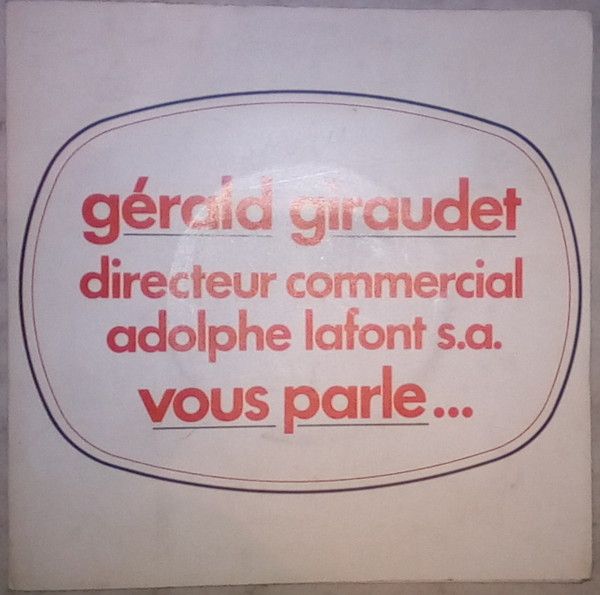 gérald giraudet
directeur commercial
adolphe lafont s.a.
vous parle...